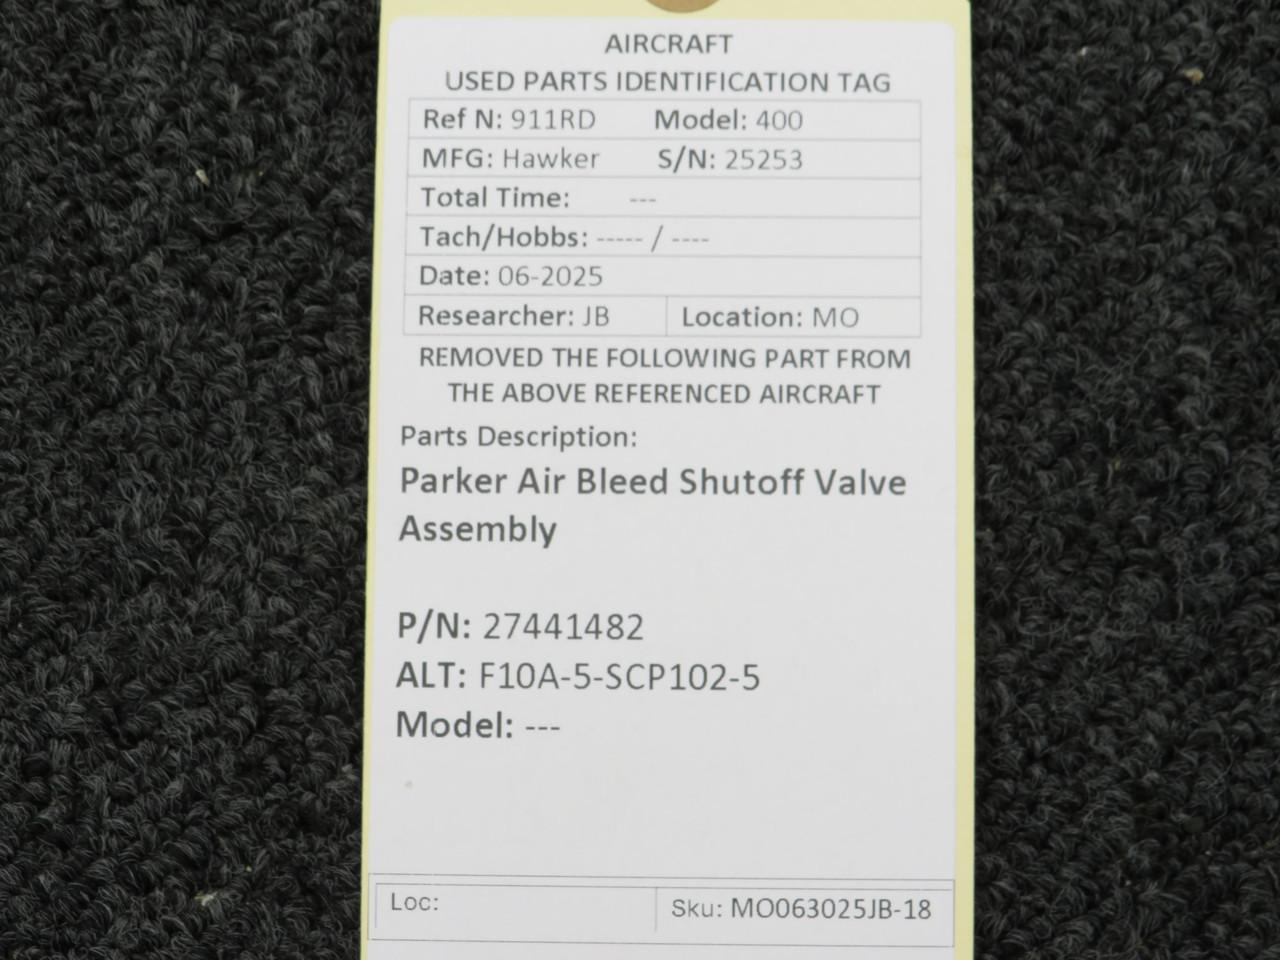 AIRCRAFT
USED PARTS IDENTIFICATION TAG
Ref N: 911RD Model: 400
MFG: Hawker S/N: 25253
Total Time: ---
Tach/Hobbs: ----- / ----
Date: 06-2025
Researcher: JB Location: MO
REMOVED THE FOLLOWING PART FROM
THE ABOVE REFERENCED AIRCRAFT
Parts Description:
Parker Air Bleed Shutoff Valve
Assembly
P/N: 27441482
ALT: F10A-5-SCP102-5
Model: ---
Loc: Sku: MO063025JB-18